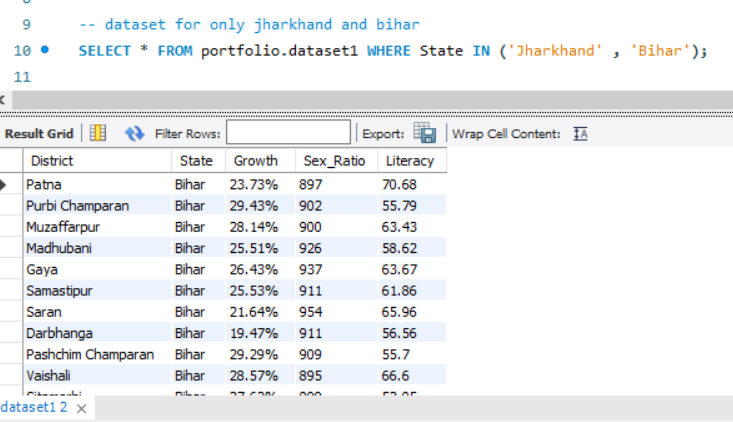 9 -- dataset for only jharkhand and bihar
10 SELECT * FROM portfolio.dataset1 WHERE State IN ('Jharkhand' , 'Bihar');
11
Result Grid Filter Rows: Export: Wrap Cell Content:
District State Growth Sex_Ratio Literacy
Patna Bihar 23.73% 897 70.68
Purbi Champaran Bihar 29.43% 902 55.79
Muzaffarpur Bihar 28.14% 900 63.43
Madhubani Bihar 25.51% 926 58.62
Gaya Bihar 26.43% 937 63.67
Samastipur Bihar 25.53% 911 61.86
Saran Bihar 21.64% 954 65.96
Darbhanga Bihar 19.47% 911 56.56
Pashchim Champaran Bihar 29.29% 909 55.7
Vaishali Bihar 28.57% 895 66.6
dataset1 2